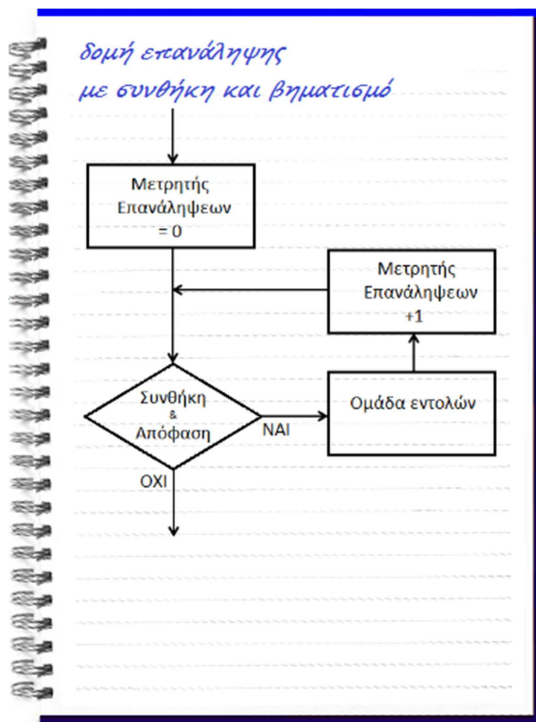 δομή επανάληψης
με συνθήκη και βηματισμό
Μετρητής
Επανάληψεων
= 0
Μετρητής
Επανάληψεων
+1
Συνθήκη
&
Απόφαση
ΝΑΙ
Ομάδα εντολών
ΟΧΙ